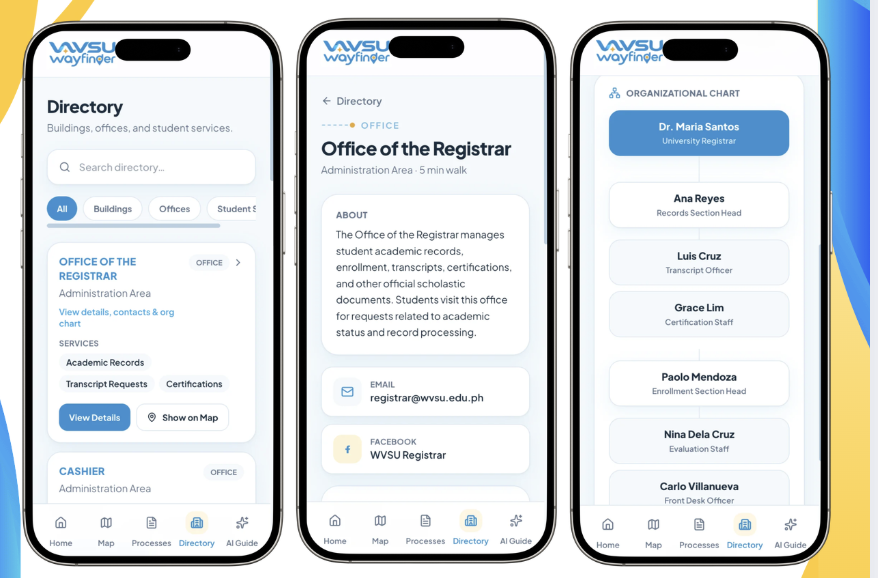 WVSU
wayfinder
Directory
Buildings, offices, and student services.
Search directory...
All
Buildings
Offices
Student S
OFFICE OF THE
REGISTRAR
OFFICE
Administration Area
View details, contacts & org
chart
SERVICES
Academic Records
Transcript Requests
Certifications
View Details
Show on Map
CASHIER
OFFICE
Administration Area
Home
Map
Processes
Directory
AI Guide
WVSU
wayfinder
Directory
OFFICE
Office of the Registrar
Administration Area · 5 min walk
ABOUT
The Office of the Registrar manages
student academic records,
enrollment, transcripts, certifications,
and other official scholastic
documents. Students visit this office
for requests related to academic
status and record processing.
EMAIL
registrar@wvsu.edu.ph
FACEBOOK
WVSU Registrar
Home
Map
Processes
Directory
AI Guide
WVSU
wayfinder
ORGANIZATIONAL CHART
Dr. Maria Santos
University Registrar
Ana Reyes
Records Section Head
Luis Cruz
Transcript Officer
Grace Lim
Certification Staff
Paolo Mendoza
Enrollment Section Head
Nina Dela Cruz
Evaluation Staff
Carlo Villanueva
Front Desk Officer
Home
Map
Processes
Directory
AI Guide